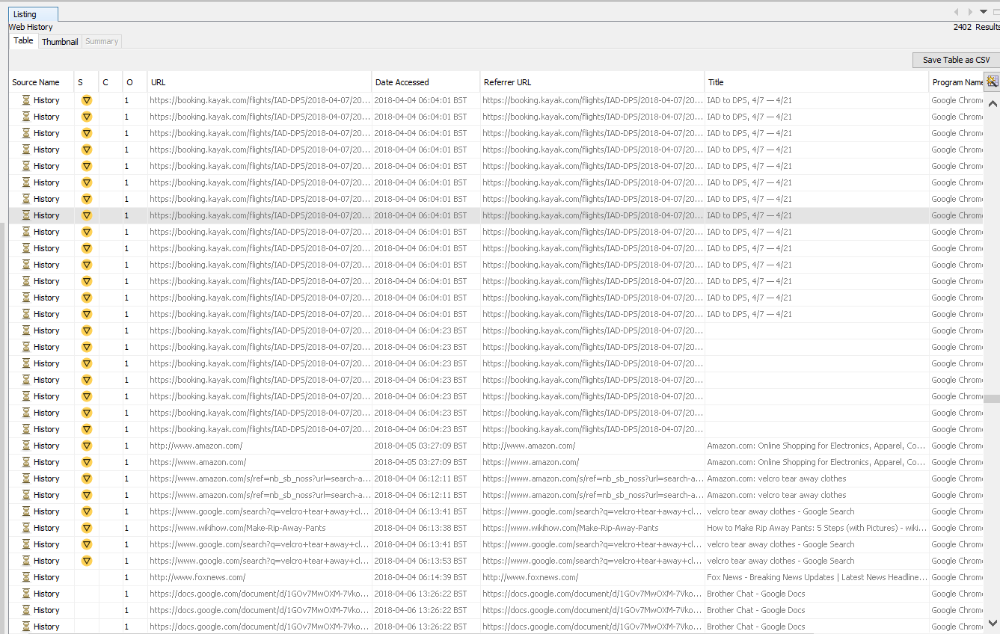 Listing
Web History
2402 Results
Table Thumbnail Summary
Save Table as CSV
Source Name S C O URL Date Accessed Referrer URL Title Program Name
History 1 https://booking.kayak.com/flights/IAD-DPS/2018-04-07/20... 2018-04-04 06:04:01 BST https://booking.kayak.com/flights/IAD-DPS/2018-04-07/20... IAD to DPS, 4/7 — 4/21 Google Chrome
History 1 https://booking.kayak.com/flights/IAD-DPS/2018-04-07/20... 2018-04-04 06:04:01 BST https://booking.kayak.com/flights/IAD-DPS/2018-04-07/20... IAD to DPS, 4/7 — 4/21 Google Chrome
History 1 https://booking.kayak.com/flights/IAD-DPS/2018-04-07/20... 2018-04-04 06:04:01 BST https://booking.kayak.com/flights/IAD-DPS/2018-04-07/20... IAD to DPS, 4/7 — 4/21 Google Chrome
History 1 https://booking.kayak.com/flights/IAD-DPS/2018-04-07/20... 2018-04-04 06:04:01 BST https://booking.kayak.com/flights/IAD-DPS/2018-04-07/20... IAD to DPS, 4/7 — 4/21 Google Chrome
History 1 https://booking.kayak.com/flights/IAD-DPS/2018-04-07/20... 2018-04-04 06:04:01 BST https://booking.kayak.com/flights/IAD-DPS/2018-04-07/20... IAD to DPS, 4/7 — 4/21 Google Chrome
History 1 https://booking.kayak.com/flights/IAD-DPS/2018-04-07/20... 2018-04-04 06:04:01 BST https://booking.kayak.com/flights/IAD-DPS/2018-04-07/20... IAD to DPS, 4/7 — 4/21 Google Chrome
History 1 https://booking.kayak.com/flights/IAD-DPS/2018-04-07/20... 2018-04-04 06:04:01 BST https://booking.kayak.com/flights/IAD-DPS/2018-04-07/20... IAD to DPS, 4/7 — 4/21 Google Chrome
History 1 https://booking.kayak.com/flights/IAD-DPS/2018-04-07/20... 2018-04-04 06:04:01 BST https://booking.kayak.com/flights/IAD-DPS/2018-04-07/20... IAD to DPS, 4/7 — 4/21 Google Chrome
History 1 https://booking.kayak.com/flights/IAD-DPS/2018-04-07/20... 2018-04-04 06:04:01 BST https://booking.kayak.com/flights/IAD-DPS/2018-04-07/20... IAD to DPS, 4/7 — 4/21 Google Chrome
History 1 https://booking.kayak.com/flights/IAD-DPS/2018-04-07/20... 2018-04-04 06:04:01 BST https://booking.kayak.com/flights/IAD-DPS/2018-04-07/20... IAD to DPS, 4/7 — 4/21 Google Chrome
History 1 https://booking.kayak.com/flights/IAD-DPS/2018-04-07/20... 2018-04-04 06:04:01 BST https://booking.kayak.com/flights/IAD-DPS/2018-04-07/20... IAD to DPS, 4/7 — 4/21 Google Chrome
History 1 https://booking.kayak.com/flights/IAD-DPS/2018-04-07/20... 2018-04-04 06:04:01 BST https://booking.kayak.com/flights/IAD-DPS/2018-04-07/20... IAD to DPS, 4/7 — 4/21 Google Chrome
History 1 https://booking.kayak.com/flights/IAD-DPS/2018-04-07/20... 2018-04-04 06:04:01 BST https://booking.kayak.com/flights/IAD-DPS/2018-04-07/20... IAD to DPS, 4/7 — 4/21 Google Chrome
History 1 https://booking.kayak.com/flights/IAD-DPS/2018-04-07/20... 2018-04-04 06:04:01 BST https://booking.kayak.com/flights/IAD-DPS/2018-04-07/20... IAD to DPS, 4/7 — 4/21 Google Chrome
History 1 https://booking.kayak.com/flights/IAD-DPS/2018-04-07/20... 2018-04-04 06:04:23 BST https://booking.kayak.com/flights/IAD-DPS/2018-04-07/20... Google Chrome
History 1 https://booking.kayak.com/flights/IAD-DPS/2018-04-07/20... 2018-04-04 06:04:23 BST https://booking.kayak.com/flights/IAD-DPS/2018-04-07/20... Google Chrome
History 1 https://booking.kayak.com/flights/IAD-DPS/2018-04-07/20... 2018-04-04 06:04:23 BST https://booking.kayak.com/flights/IAD-DPS/2018-04-07/20... Google Chrome
History 1 https://booking.kayak.com/flights/IAD-DPS/2018-04-07/20... 2018-04-04 06:04:23 BST https://booking.kayak.com/flights/IAD-DPS/2018-04-07/20... Google Chrome
History 1 https://booking.kayak.com/flights/IAD-DPS/2018-04-07/20... 2018-04-04 06:04:23 BST https://booking.kayak.com/flights/IAD-DPS/2018-04-07/20... Google Chrome
History 1 https://booking.kayak.com/flights/IAD-DPS/2018-04-07/20... 2018-04-04 06:04:23 BST https://booking.kayak.com/flights/IAD-DPS/2018-04-07/20... Google Chrome
History 1 https://booking.kayak.com/flights/IAD-DPS/2018-04-07/20... 2018-04-04 06:04:23 BST https://booking.kayak.com/flights/IAD-DPS/2018-04-07/20... Google Chrome
History 1 http://www.amazon.com/ 2018-04-05 03:27:09 BST http://www.amazon.com/ Amazon.com: Online Shopping for Electronics, Apparel, Co... Google Chrome
History 1 https://www.amazon.com/ 2018-04-05 03:27:09 BST https://www.amazon.com/ Amazon.com: Online Shopping for Electronics, Apparel, Co... Google Chrome
History 1 https://www.amazon.com/s/ref=nb_sb_noss?url=search-a... 2018-04-04 06:12:11 BST https://www.amazon.com/s/ref=nb_sb_noss?url=search-a... Amazon.com: velcro tear away clothes Google Chrome
History 1 https://www.amazon.com/s/ref=nb_sb_noss?url=search-a... 2018-04-04 06:12:11 BST https://www.amazon.com/s/ref=nb_sb_noss?url=search-a... Amazon.com: velcro tear away clothes Google Chrome
History 1 https://www.google.com/search?q=velcro+tear+away+cl... 2018-04-04 06:13:41 BST https://www.google.com/search?q=velcro+tear+away+cl... velcro tear away clothes - Google Search Google Chrome
History 1 https://www.wikihow.com/Make-Rip-Away-Pants 2018-04-04 06:13:38 BST https://www.wikihow.com/Make-Rip-Away-Pants How to Make Rip Away Pants: 5 Steps (with Pictures) - wiki... Google Chrome
History 1 https://www.google.com/search?q=velcro+tear+away+cl... 2018-04-04 06:13:41 BST https://www.google.com/search?q=velcro+tear+away+cl... velcro tear away clothes - Google Search Google Chrome
History 1 https://www.google.com/search?q=velcro+tear+away+cl... 2018-04-04 06:13:53 BST https://www.google.com/search?q=velcro+tear+away+cl... velcro tear away clothes - Google Search Google Chrome
History 1 http://www.foxnews.com/ 2018-04-04 06:14:39 BST http://www.foxnews.com/ Fox News - Breaking News Updates | Latest News Headline... Google Chrome
History 1 https://docs.google.com/document/d/1GOv7MwOXM-7Vko... 2018-04-06 13:26:22 BST https://docs.google.com/document/d/1GOv7MwOXM-7Vko... Brother Chat - Google Docs Google Chrome
History 1 https://docs.google.com/document/d/1GOv7MwOXM-7Vko... 2018-04-06 13:26:22 BST https://docs.google.com/document/d/1GOv7MwOXM-7Vko... Brother Chat - Google Docs Google Chrome
History 1 https://docs.google.com/document/d/1GOv7MwOXM-7Vko... 2018-04-06 13:26:22 BST https://docs.google.com/document/d/1GOv7MwOXM-7Vko... Brother Chat - Google Docs Google Chrome